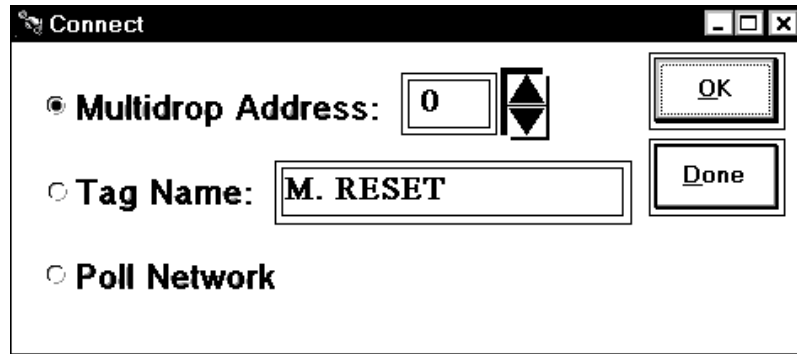 Connect
Multidrop Address: 0
OK
Tag Name: M. RESET
Done
Poll Network